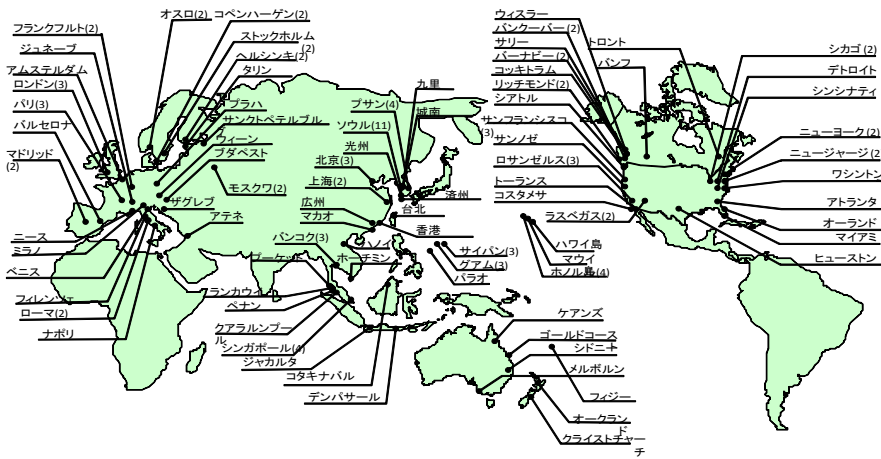 オスロ(2)
コペンハーゲン(2)
フランクフルト(2)
ストックホルム
(2)
ジュネーブ
ヘルシンキ(2)
アムステルダム
タリン
ロンドン(3)
プラハ
パリ(3)
サンクトペテルブル
バルセロナ
ウィーン
マドリッド
(2)
ブダペスト
モスクワ(2)
ザグレブ
アテネ
ニース
ミラノ
ベニス
フィレンツェ
ローマ(2)
ナポリ
九里
プサン(4)
城南
ソウル(11)
光州
北京(3)
上海(2)
済州
広州
台北
マカオ
香港
バンコク(3)
ハノイ
プーケット
ホーチミン
サイパン(3)
グアム(3)
パラオ
ランカウイ
ペナン
クアラルンプー
ル
シンガポール(4)
ジャカルタ
コタキナバル
デンパサール
ケアンズ
ゴールドコース
シドニー
メルボルン
フィジー
オークラン
ド
クライストチャー
チ
ウィスラー
バンクーバー(2)
サリー
トロント
バーナビー(2)
バンフ
コッキトラム
リッチモンド(2)
シアトル
サンフランシスコ
(3)
サンノゼ
ロサンゼルス(3)
トーランス
コスタメサ
ラスベガス(2)
ハワイ島
マウイ
島
ホノルル(4)
シカゴ(2)
デトロイト
シンシナティ
ニューヨーク(2)
ニュージャージ(2
ワシントン
アトランタ
オーランド
マイアミ
ヒューストン